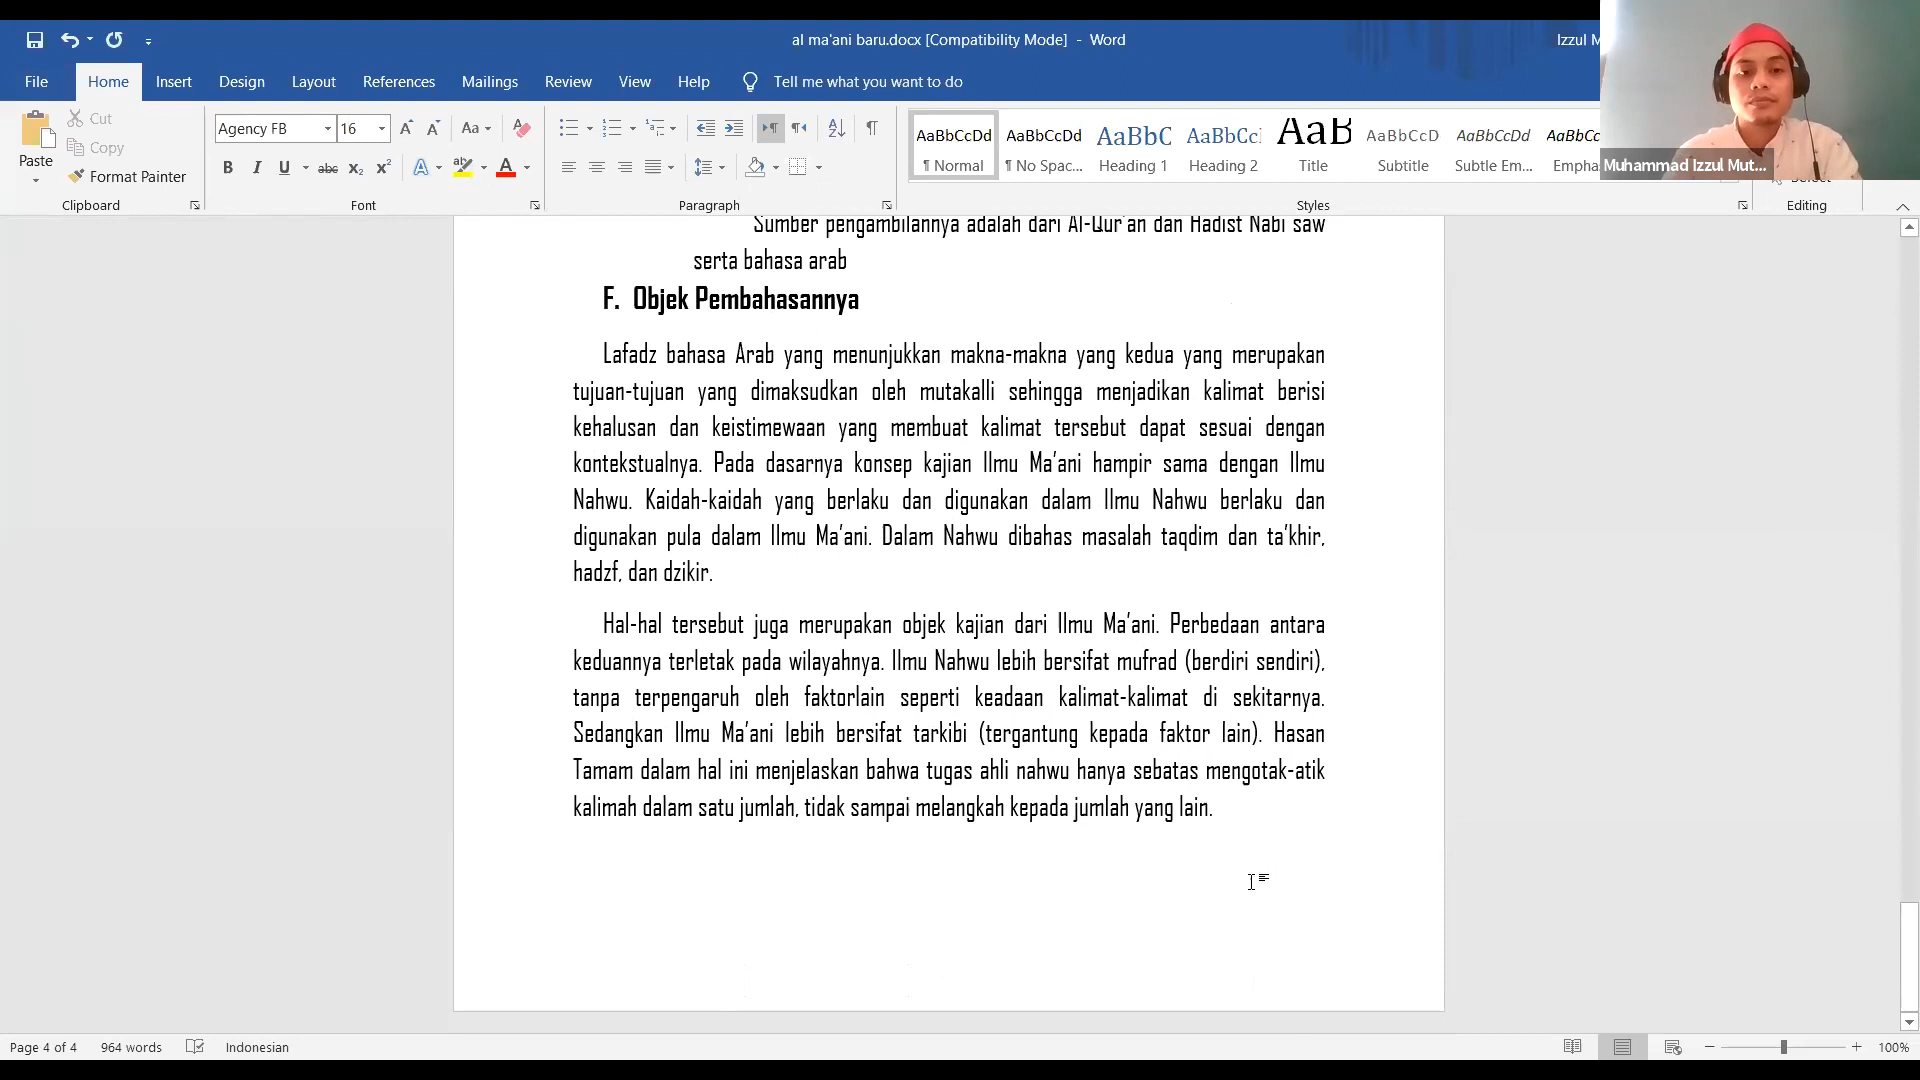 al ma'ani baru.docx [Compatibility Mode] - Word
Izzul M
File Home Insert Design Layout References Mailings Review View Help Tell me what you want to do
Paste
Cut
Copy
Format Painter
Clipboard
Agency FB 16
Font
Paragraph
AaBbCcDd AaBbCcDd AaBbC AaBbCci AaB AaBbCcD AaBbCcDd AaBbCc
¶ Normal ¶ No Spac... Heading 1 Heading 2 Title Subtitle Subtle Em... Empha
Styles
Editing
Muhammad Izzul Mut...
Sumber pengambilannya adalah dari Al-Qur'an dan Hadist Nabi saw
serta bahasa arab
F. Objek Pembahasannya
Lafadz bahasa Arab yang menunjukkan makna-makna yang kedua yang merupakan
tujuan-tujuan yang dimaksudkan oleh mutakalli sehingga menjadikan kalimat berisi
kehalusan dan keistimewaan yang membuat kalimat tersebut dapat sesuai dengan
kontekstualnya. Pada dasarnya konsep kajian Ilmu Ma'ani hampir sama dengan Ilmu
Nahwu. Kaidah-kaidah yang berlaku dan digunakan dalam Ilmu Nahwu berlaku dan
digunakan pula dalam Ilmu Ma'ani. Dalam Nahwu dibahas masalah taqdim dan ta'khir,
hadzf, dan dzikir.
Hal-hal tersebut juga merupakan objek kajian dari Ilmu Ma'ani. Perbedaan antara
keduannya terletak pada wilayahnya. Ilmu Nahwu lebih bersifat mufrad (berdiri sendiri),
tanpa terpengaruh oleh faktorlain seperti keadaan kalimat-kalimat di sekitarnya.
Sedangkan Ilmu Ma'ani lebih bersifat tarkibi (tergantung kepada faktor lain). Hasan
Tamam dalam hal ini menjelaskan bahwa tugas ahli nahwu hanya sebatas mengotak-atik
kalimah dalam satu jumlah, tidak sampai melangkah kepada jumlah yang lain.
Page 4 of 4 964 words Indonesian 100%